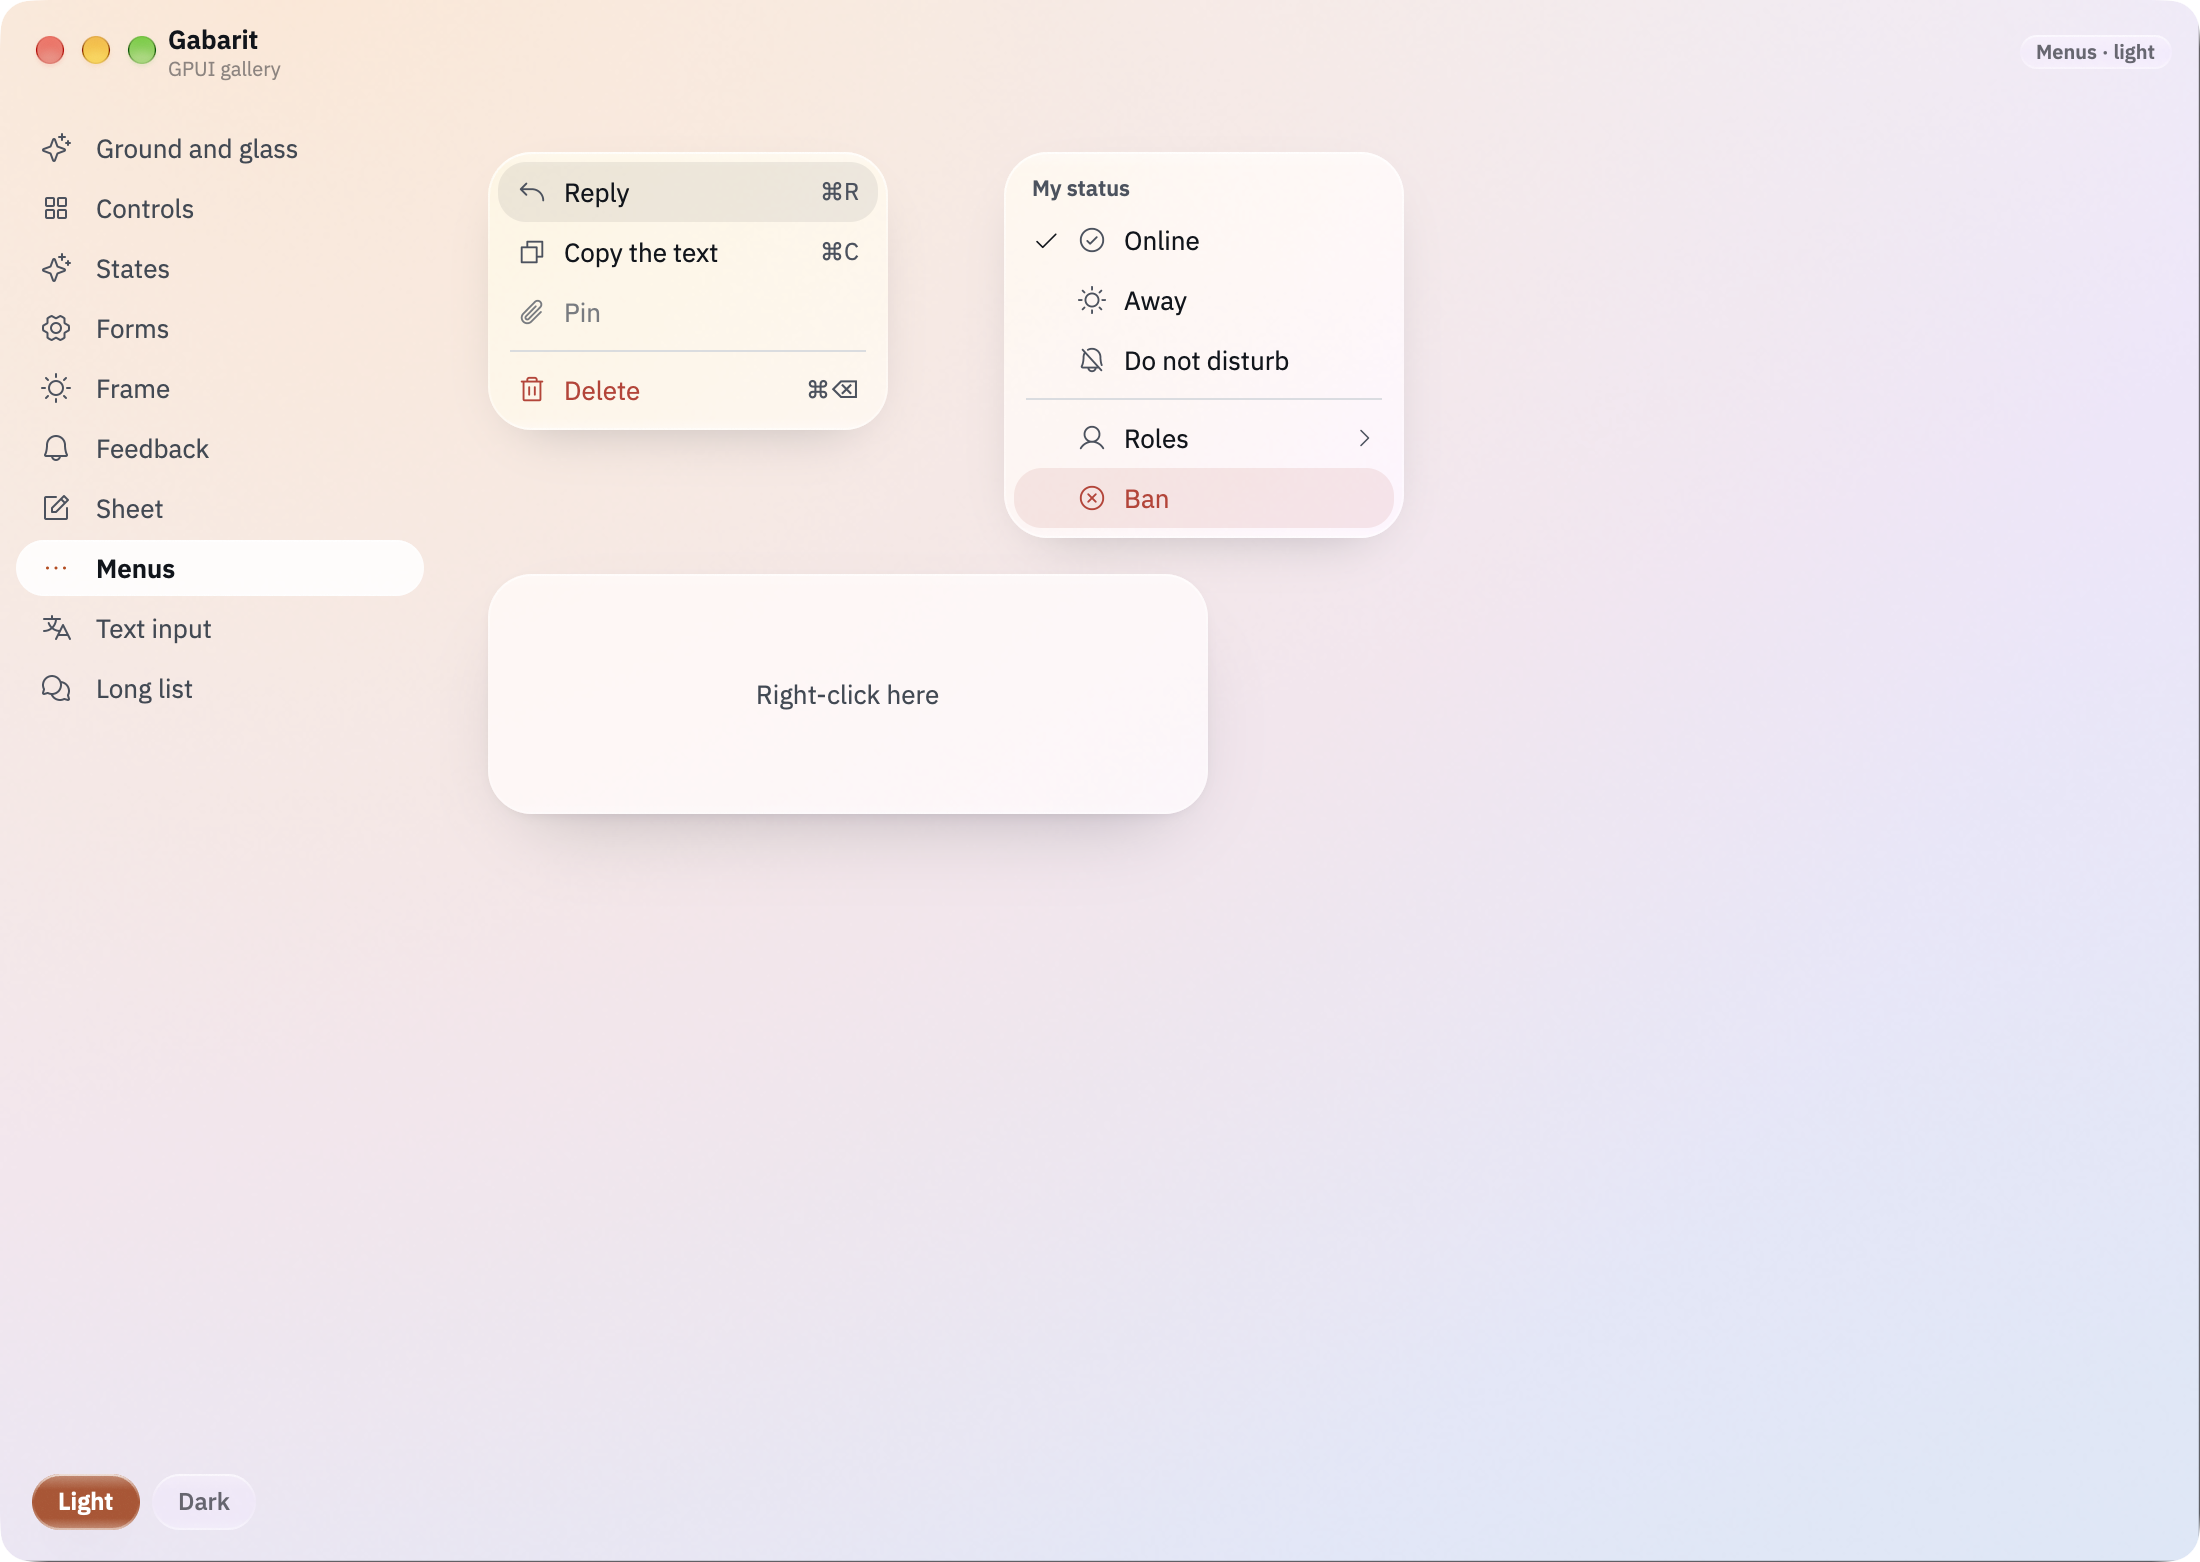 Gabarit
GPUI gallery
Menus · light
Ground and glass
Controls
States
Forms
Frame
Feedback
Sheet
Menus
Text input
Long list
Reply ⌘R
Copy the text ⌘C
Pin
Delete ⌘⌫
My status
Online
Away
Do not disturb
Roles
Ban
Right-click here
Light
Dark